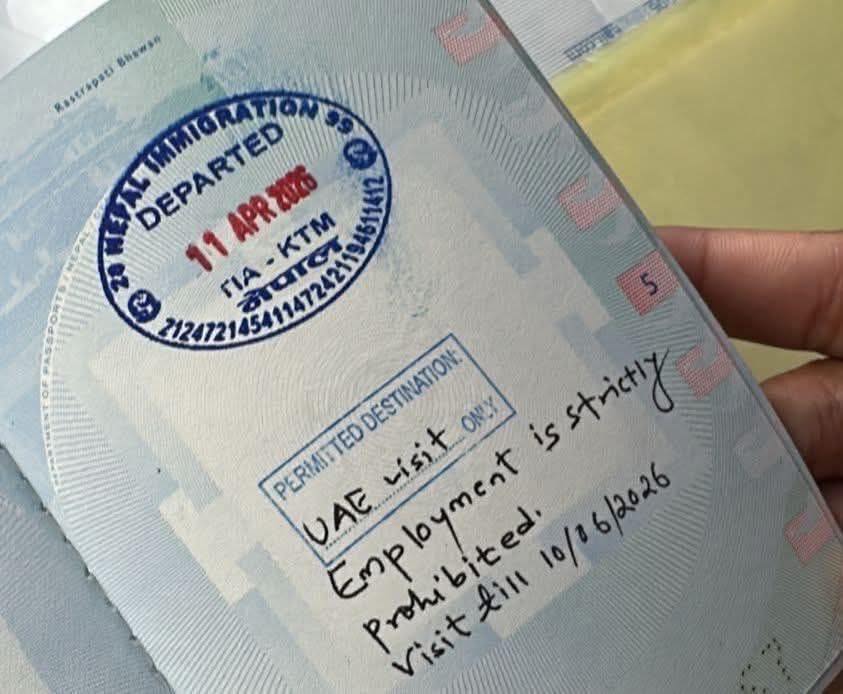 Rastrapati Bhawan
29 NEPAL IMMIGRATION 99
DEPARTED
11 APR 2026
TIA - KTM
नेपाल
PERMITTED DESTINATION:
UAE visit ONLY
Employment is strictly
prohibited.
Visit till 10/06/2026
5